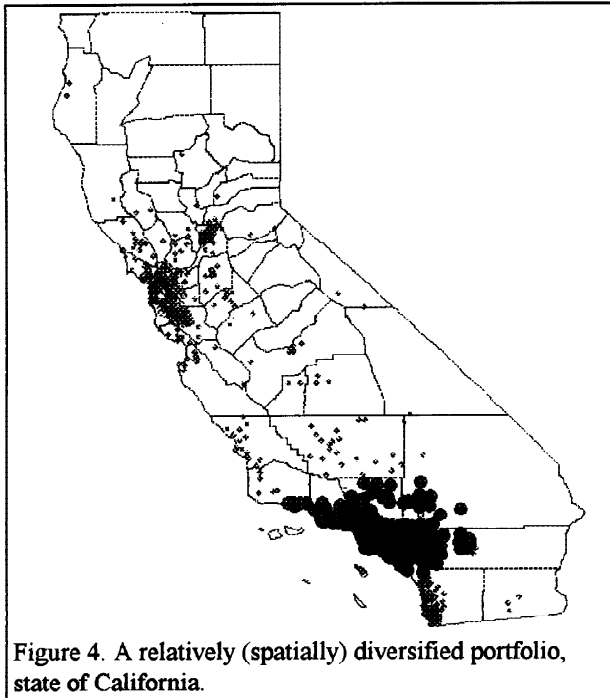 Figure 4. A relatively (spatially) diversified portfolio,
state of California.